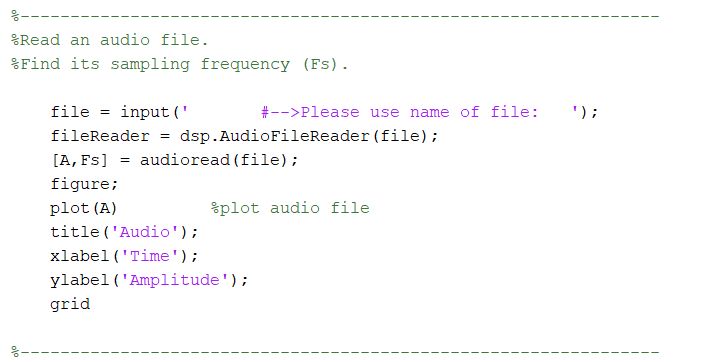 %----------------------------------------------------------------
%Read an audio file.
%Find its sampling frequency (Fs).
file = input('       #-->Please use name of file:   ');
fileReader = dsp.AudioFileReader(file);
[A,Fs] = audioread(file);
figure;
plot(A)         %plot audio file
title('Audio');
xlabel('Time');
ylabel('Amplitude');
grid
%----------------------------------------------------------------